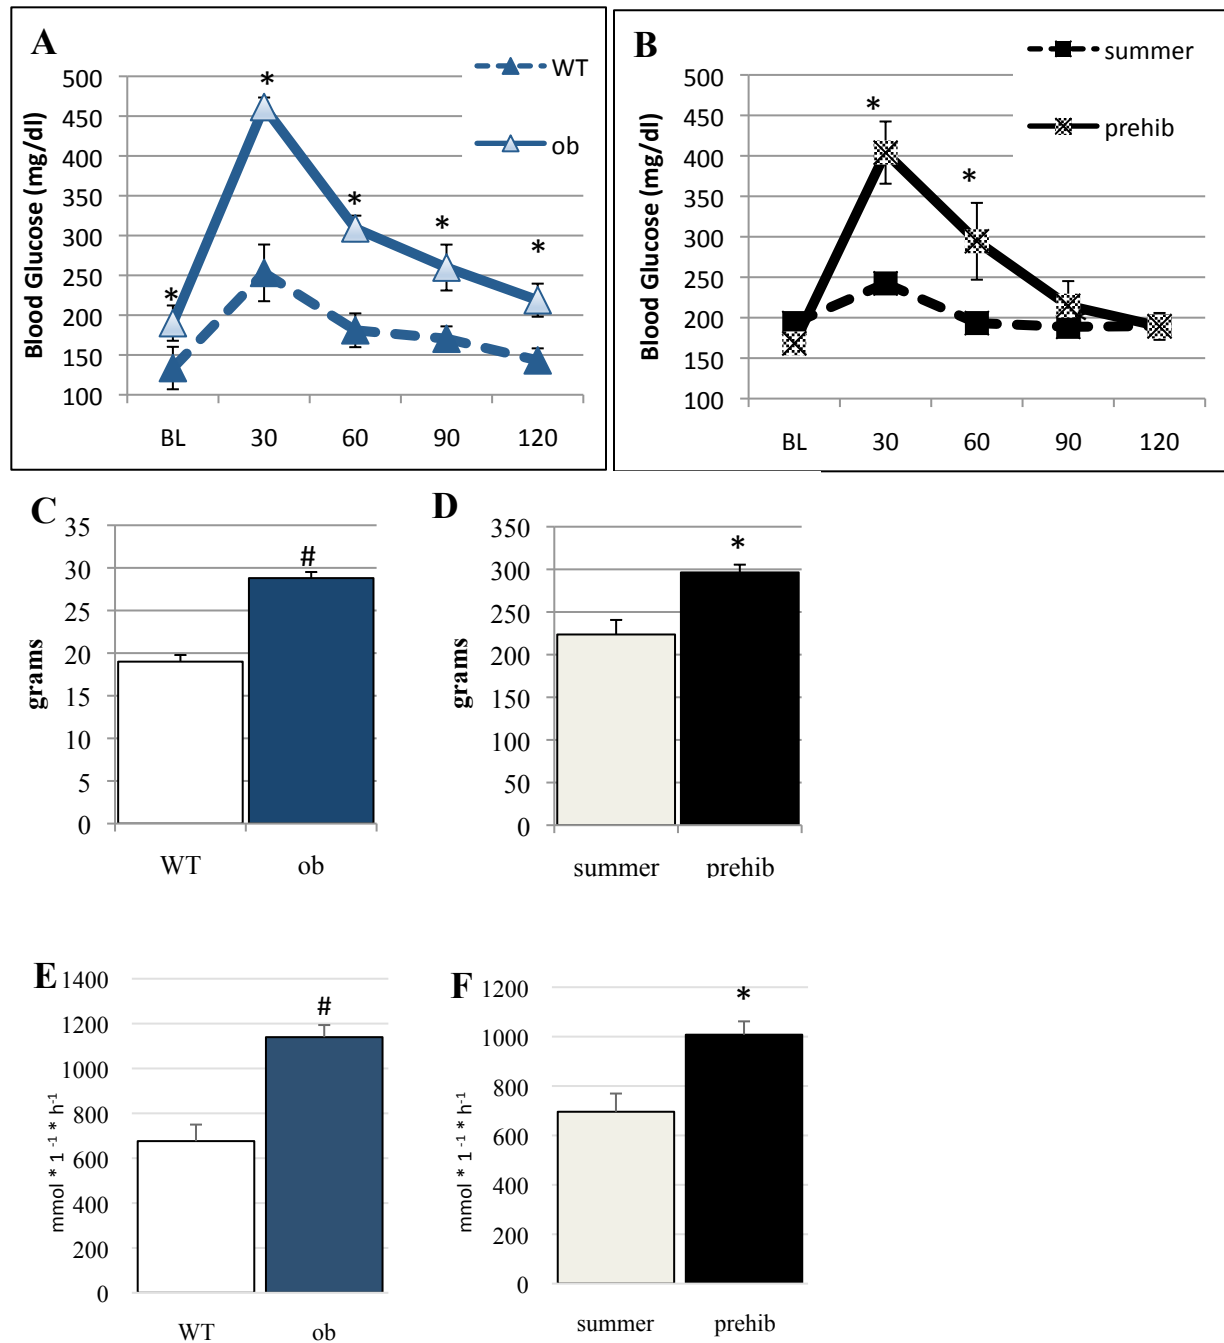 A
WT
ob
*
*
*
*
*
Blood Glucose (mg/dl)
500
450
400
350
300
250
200
150
100
BL 30 60 90 120
B
summer
prehib
*
*
Blood Glucose (mg/dl)
500
450
400
350
300
250
200
150
100
BL 30 60 90 120
C
#
grams
35
30
25
20
15
10
5
0
WT ob
D
*
grams
350
300
250
200
150
100
50
0
summer prehib
E
#
mmol * 1 -1 * h-1
1400
1200
1000
800
600
400
200
0
WT ob
F
*
mmol * 1 -1 * h-1
1200
1000
800
600
400
200
0
summer prehib